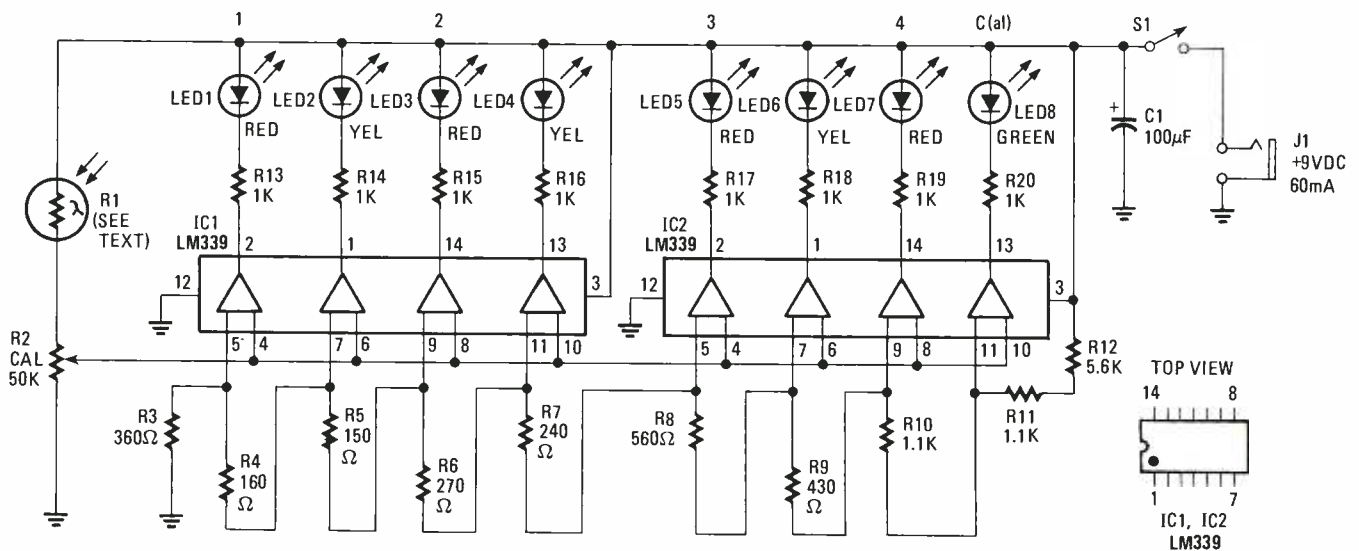 1
2
3
4
C(al)
S1
LED1
RED
LED2
YEL
LED3
RED
LED4
YEL
LED5
RED
LED6
YEL
LED7
RED
LED8
GREEN
+
C1
100µF
J1
+9VDC
60mA
R1
(SEE
TEXT)
λ
R13
1K
R14
1K
R15
1K
R16
1K
R17
1K
R18
1K
R19
1K
R20
1K
IC1
LM339
2
1
14
13
IC2
LM339
2
1
14
13
12
3
12
3
5
4
7
6
9
8
11
10
5
4
7
6
9
8
11
10
R2
CAL
50K
R3
360Ω
R4
160
Ω
R5
150
Ω
R6
270
Ω
R7
240
Ω
R8
560Ω
R9
430
Ω
R10
1.1K
R11
1.1K
R12
5.6K
TOP VIEW
14
8
1
7
IC1, IC2
LM339